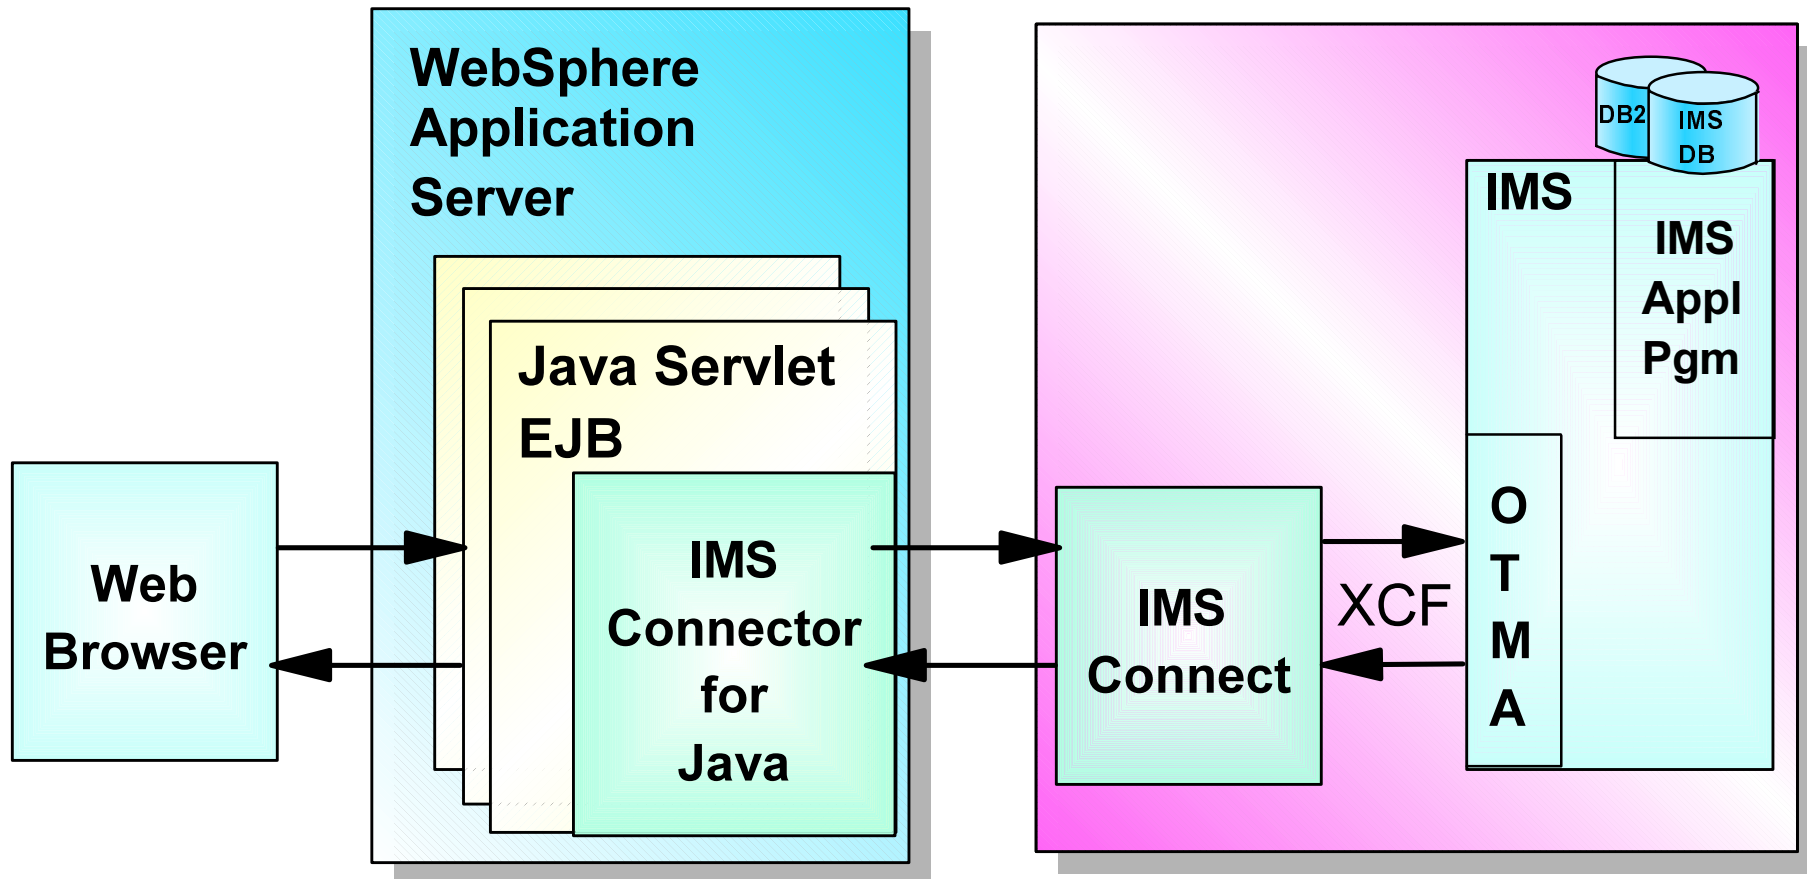 WebSphere
Application
Server
Java Servlet
EJB
IMS
Connector
for
Java
Web
Browser
IMS
Connect
XCF
DB2
IMS
DB
IMS
IMS
Appl
Pgm
O
T
M
A